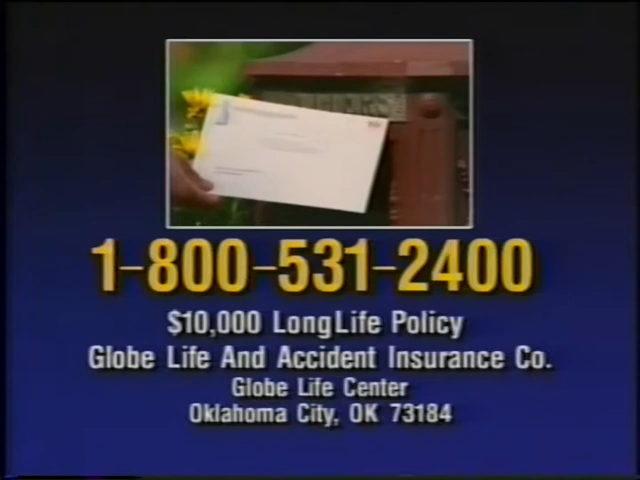 1-800-531-2400
$10,000 LongLife Policy
Globe Life And Accident Insurance Co.
Globe Life Center
Oklahoma City, OK 73184